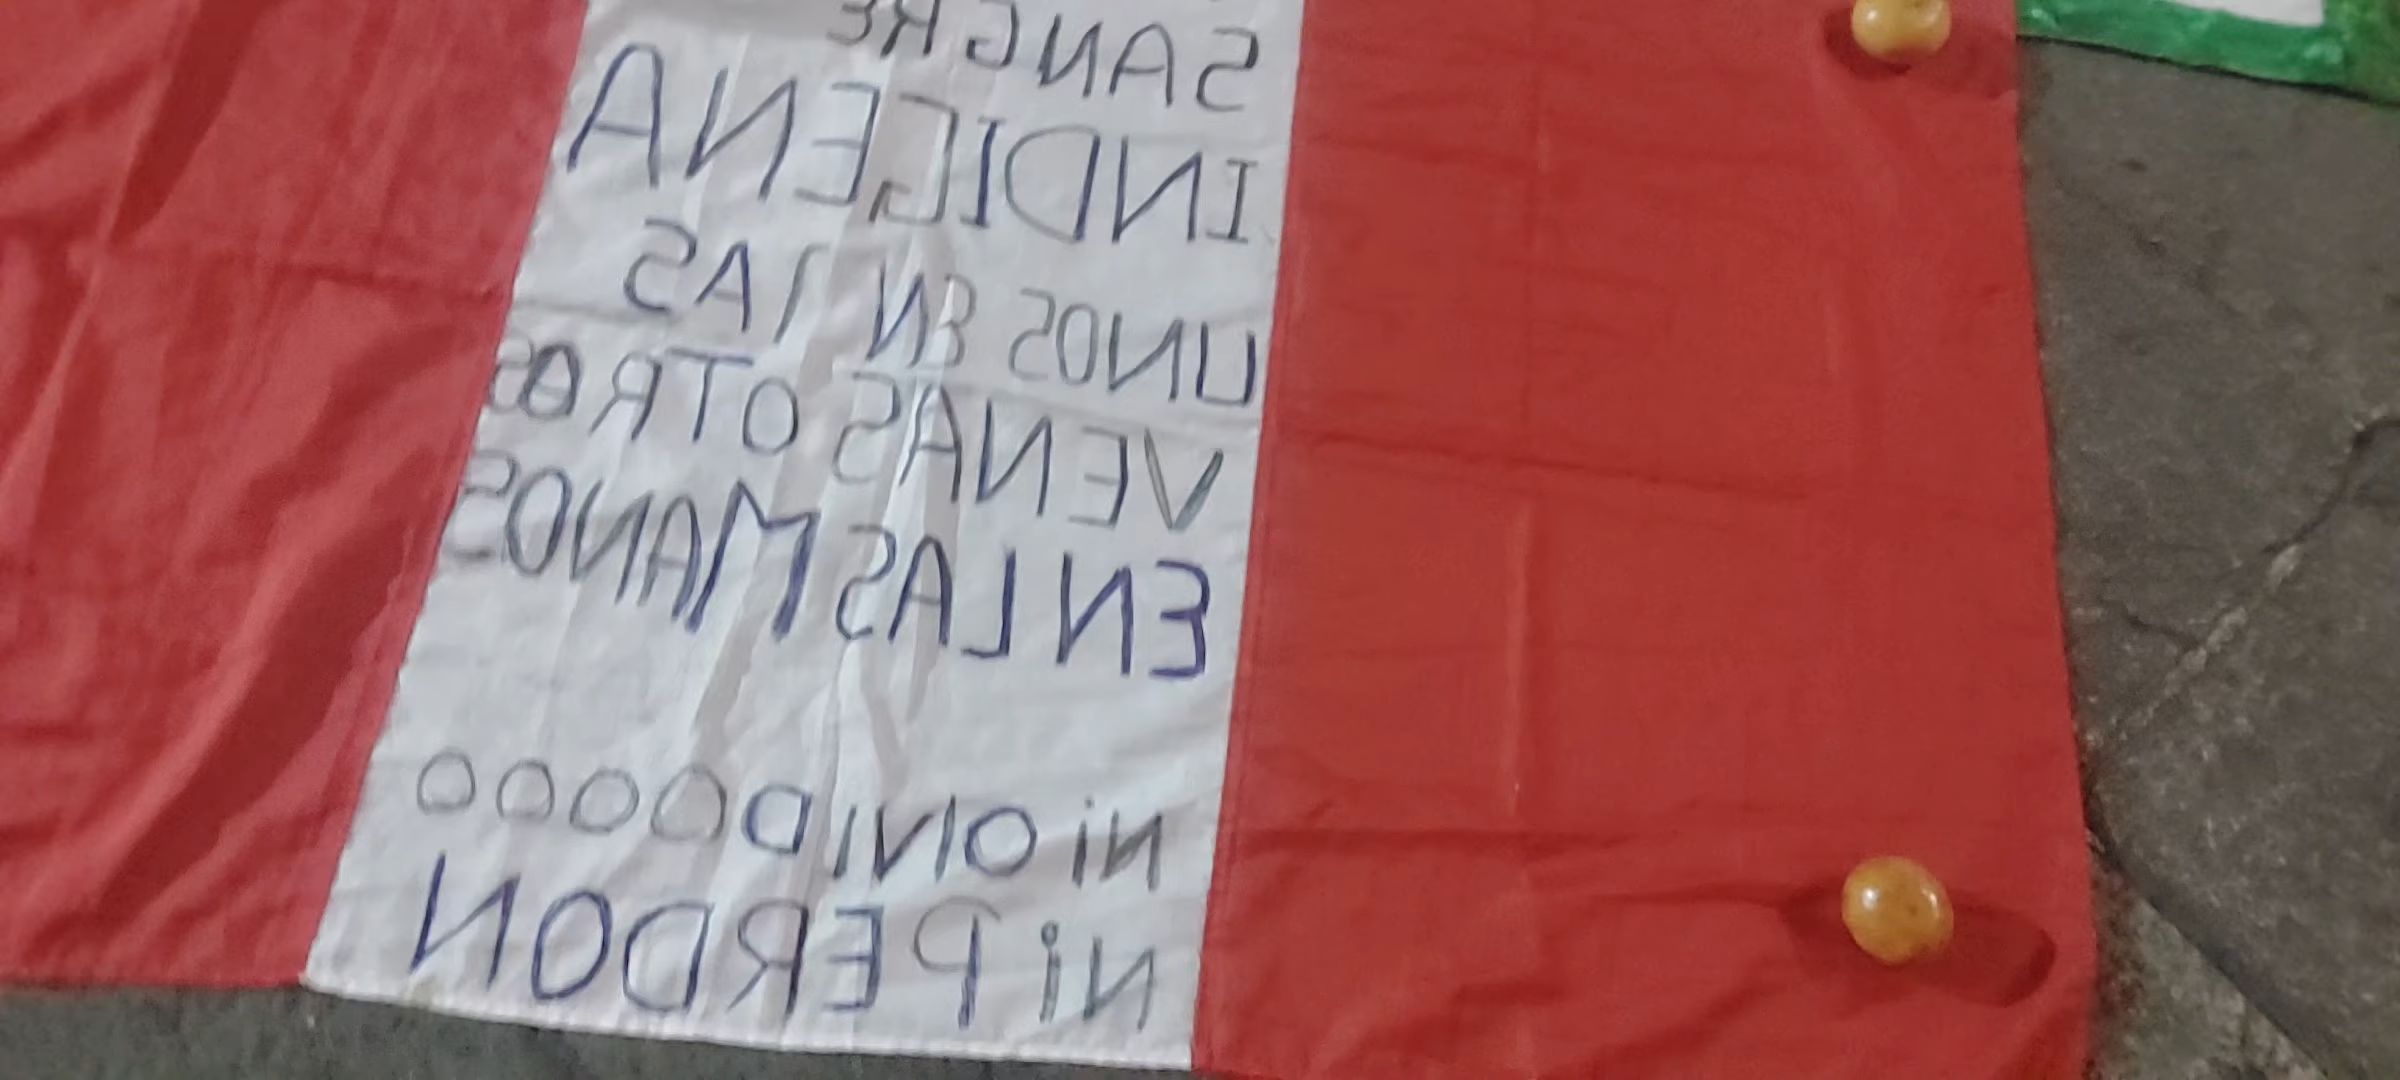 SANGRE
INDIGENA
UNOS EN lAS
VENAS OTROS
EN LAS MANOS
ni OlVIDOOOOO
Ni PERDON